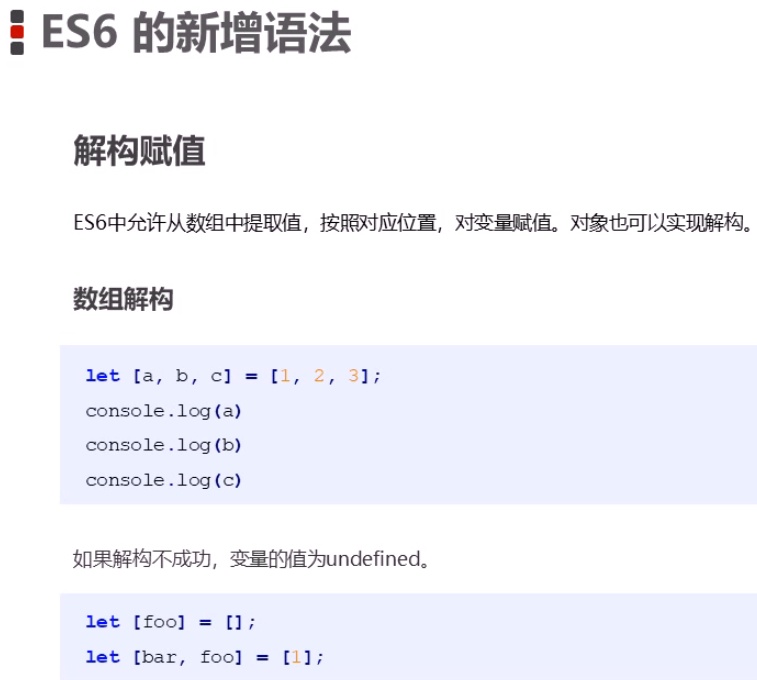 ES6 的新增语法
解构赋值
ES6中允许从数组中提取值，按照对应位置，对变量赋值。对象也可以实现解构。
数组解构
let [a, b, c] = [1, 2, 3];
console.log(a)
console.log(b)
console.log(c)
如果解构不成功，变量的值为undefined。
let [foo] = [];
let [bar, foo] = [1];